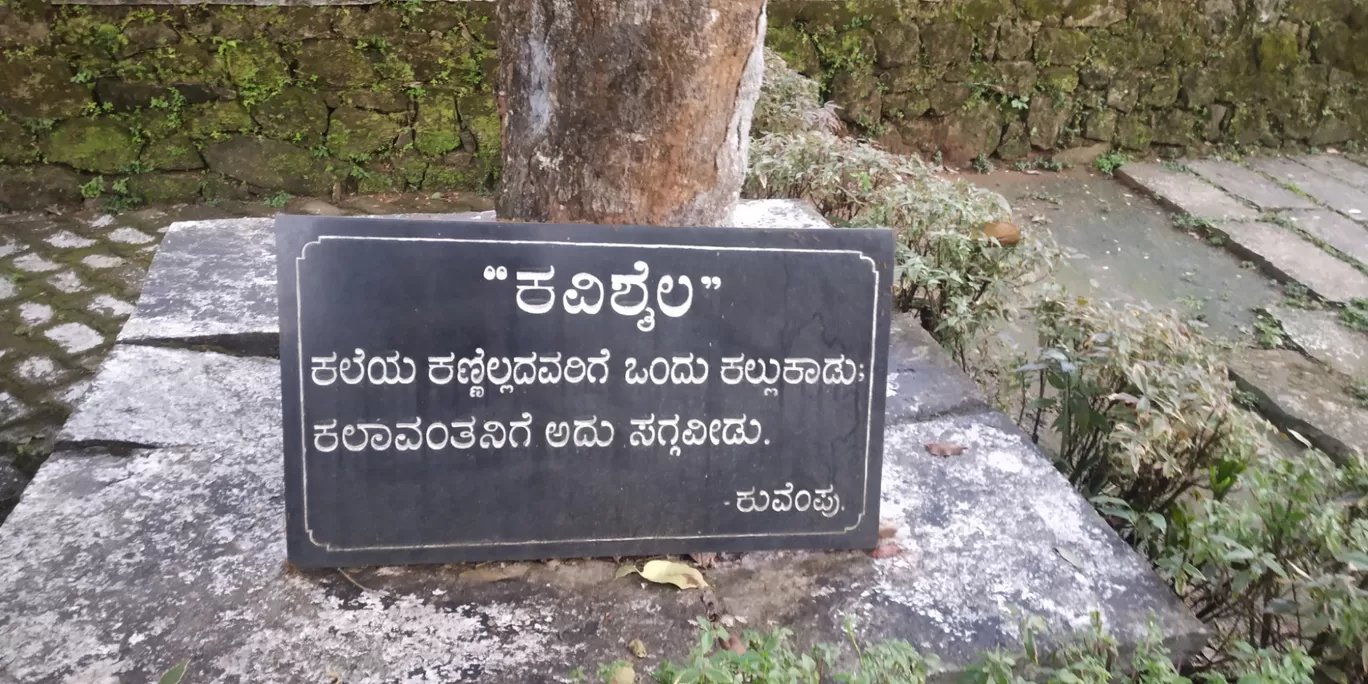 “ಕವಿಶೈಲ”
ಕಲೆಯ ಕಣ್ಣಿಲ್ಲದವರಿಗೆ ಒಂದು ಕಲ್ಲುಕಾಡು;
ಕಲಾವಂತನಿಗೆ ಅದು ಸಗ್ಗವೀಡು.
- ಕುವೆಂಪು.